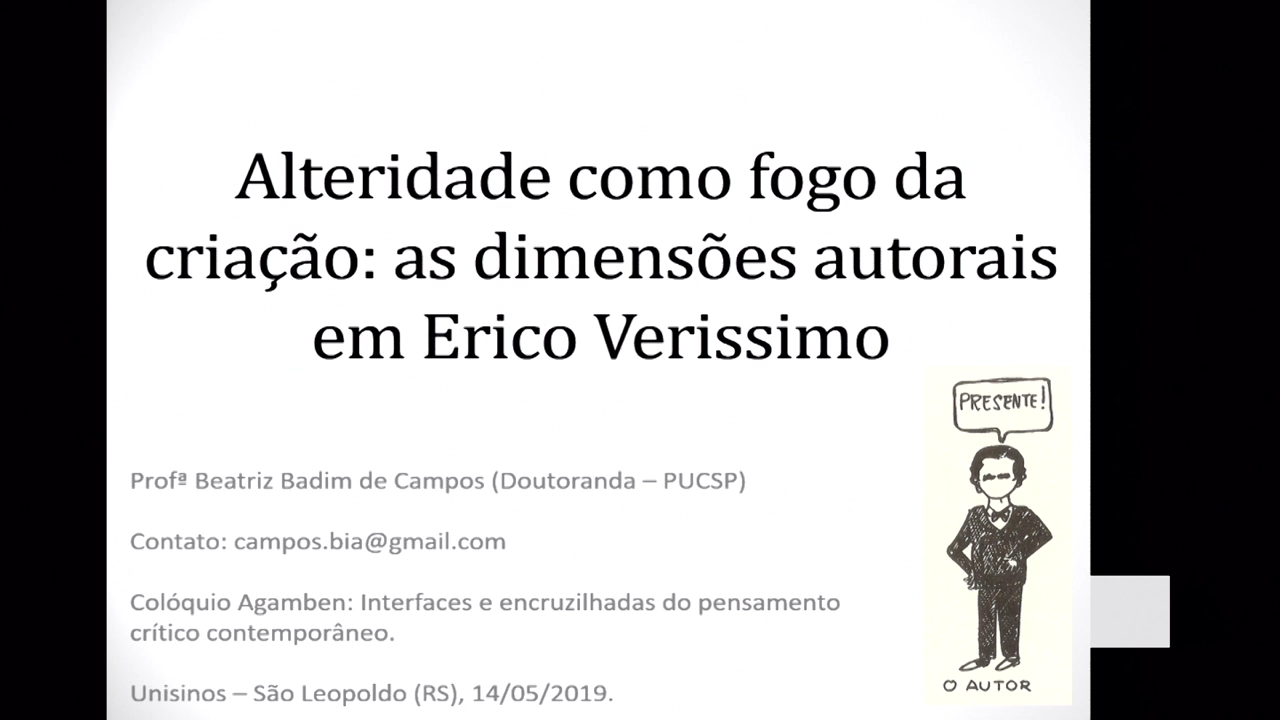 Alteridade como fogo da
criação: as dimensões autorais
em Erico Verissimo
PRESENTE!
Profª Beatriz Badim de Campos (Doutoranda – PUCSP)
Contato: campos.bia@gmail.com
Colóquio Agamben: Interfaces e encruzilhadas do pensamento
crítico contemporâneo.
O AUTOR
Unisinos – São Leopoldo (RS), 14/05/2019.